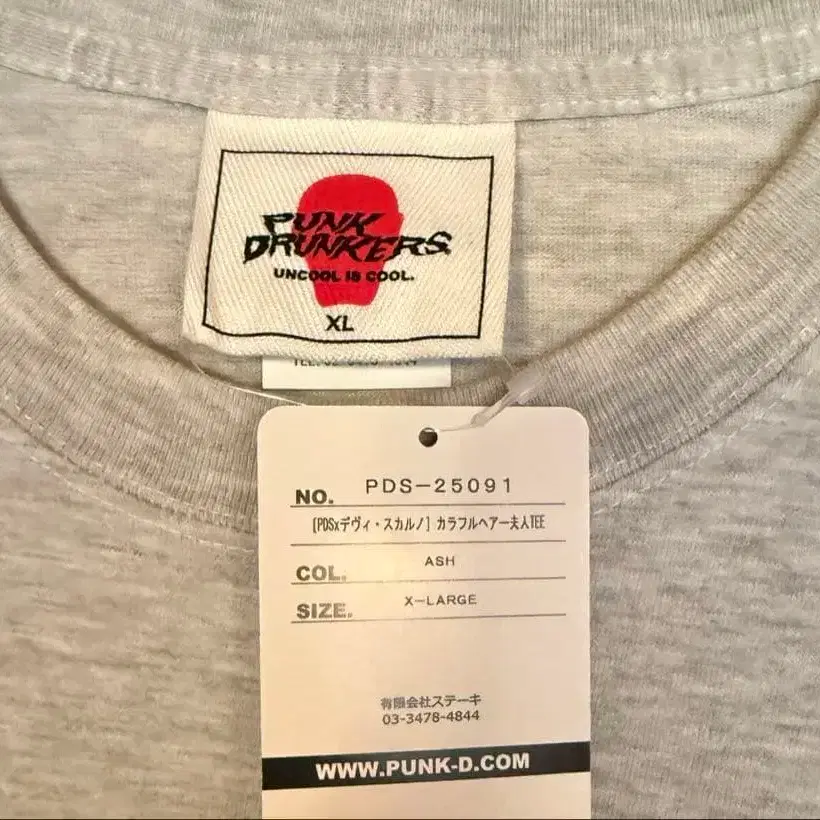 PUNK
DRUNKERS
UNCOOL IS COOL.
XL
NO. PDS-25091
[PDSxデヴィ・スカルノ] カラフルヘアー夫人TEE
COL. ASH
SIZE. X-LARGE
有限会社ステーキ
03-3478-4844
WWW.PUNK-D.COM